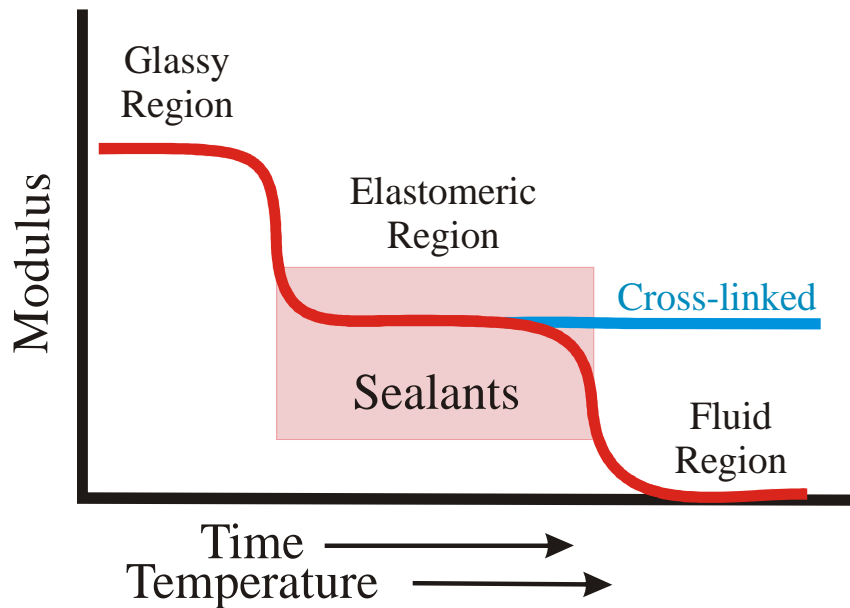 Glassy
Region
Elastomeric
Region
Cross-linked
Modulus
Sealants
Fluid
Region
Time
Temperature